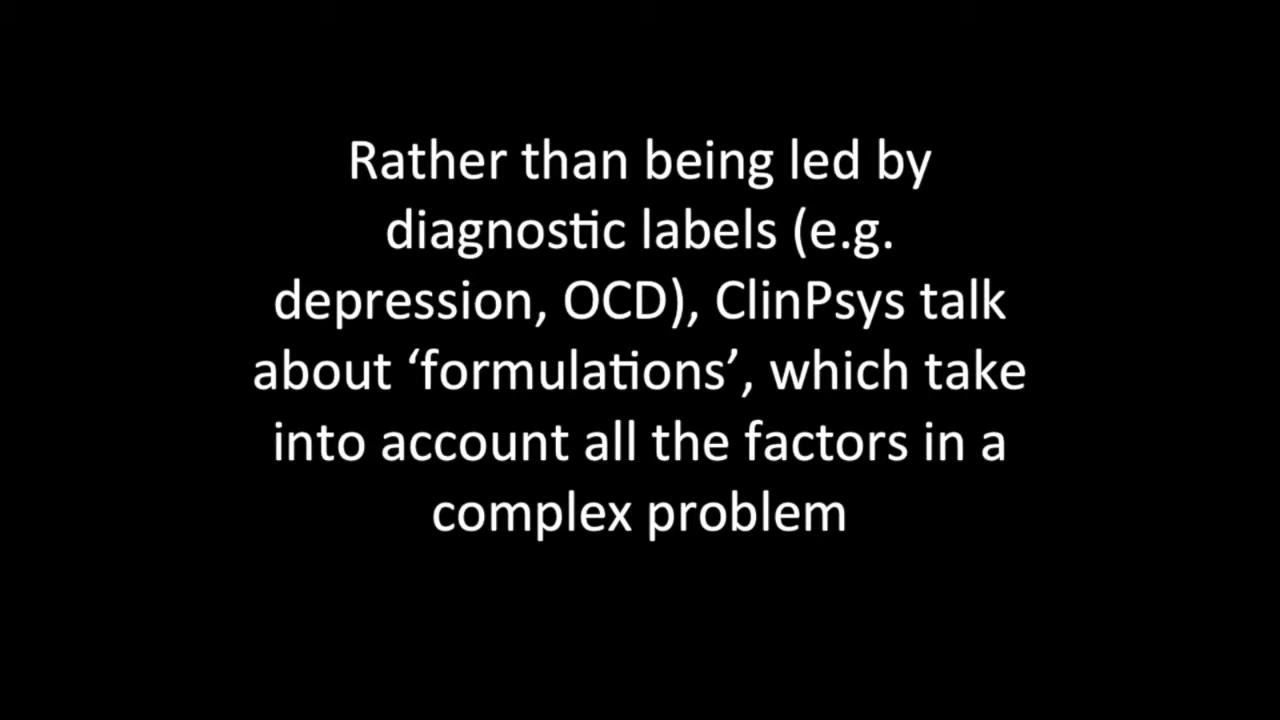 Rather than being led by
diagnostic labels (e.g.
depression, OCD), ClinPsys talk
about ‘formulations’, which take
into account all the factors in a
complex problem